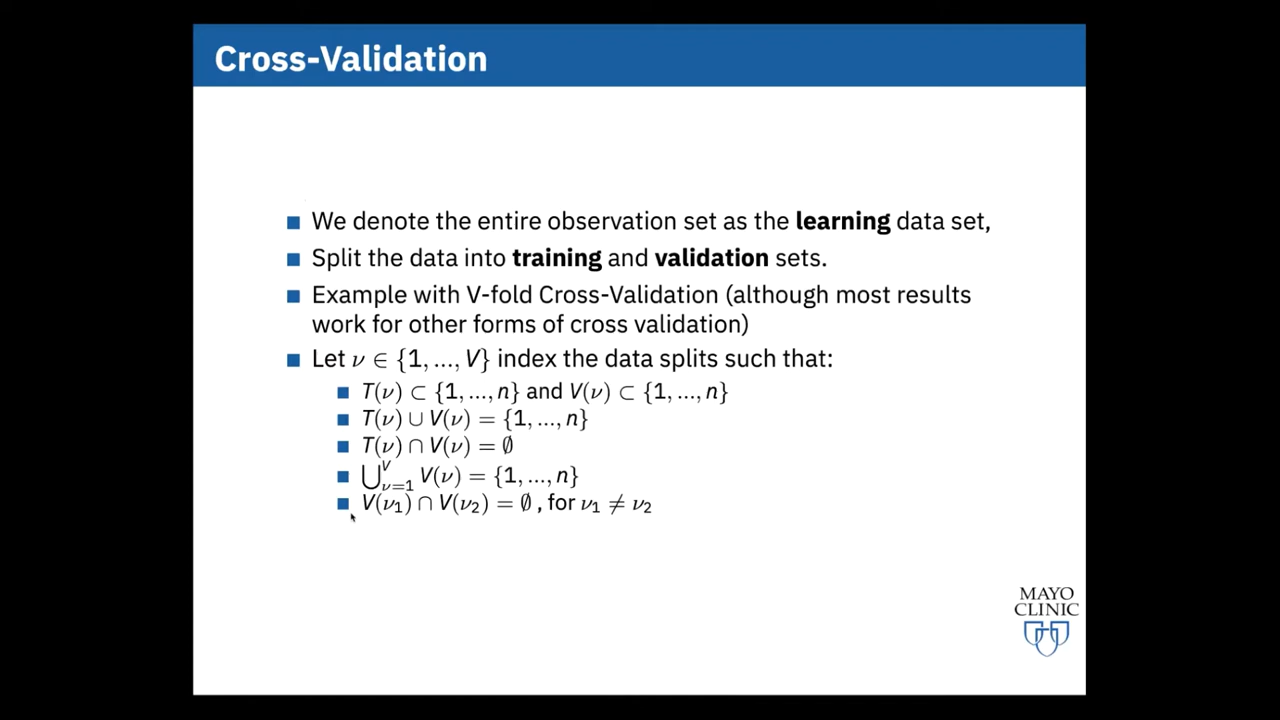 Cross-Validation
We denote the entire observation set as the learning data set,
Split the data into training and validation sets.
Example with V-fold Cross-Validation (although most results
work for other forms of cross validation)
Let ν ∈ {1, ..., V} index the data splits such that:
T(ν) ⊂ {1, ..., n} and V(ν) ⊂ {1, ..., n}
T(ν) ∪ V(ν) = {1, ..., n}
T(ν) ∩ V(ν) = ∅
⋃_{ν=1}^{V} V(ν) = {1, ..., n}
V(ν₁) ∩ V(ν₂) = ∅ , for ν₁ ≠ ν₂
MAYO
CLINIC